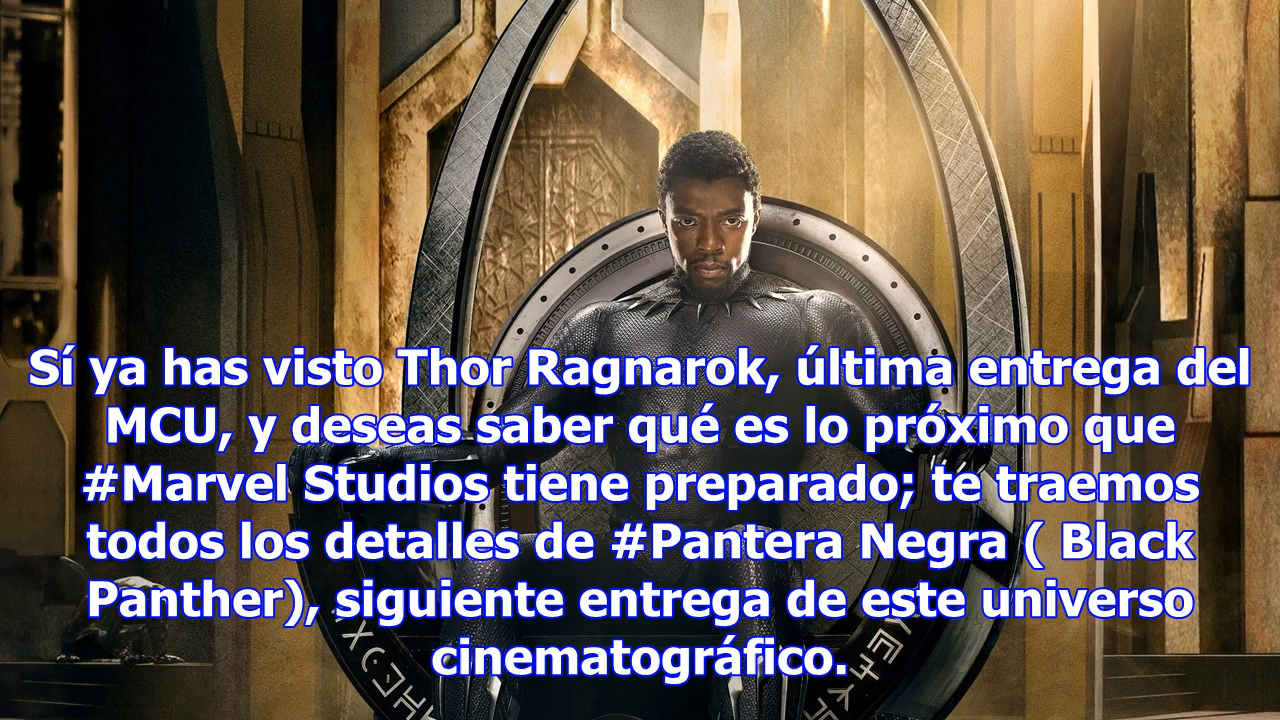 Sí ya has visto Thor Ragnarok, última entrega del
MCU, y deseas saber qué es lo próximo que
#Marvel Studios tiene preparado; te traemos
todos los detalles de #Pantera Negra ( Black
Panther), siguiente entrega de este universo
cinematográfico.